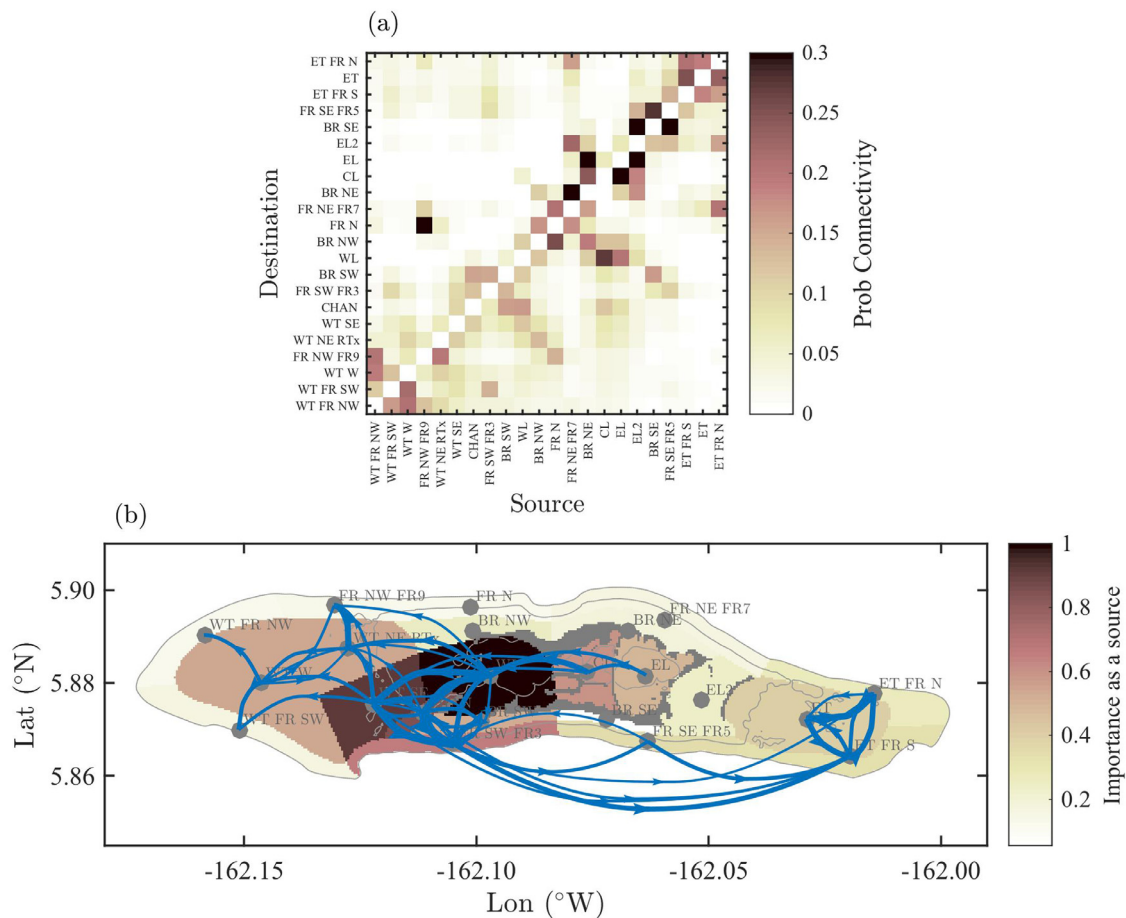 (a)
ET FR N
ET
ET FR S
FR SE FR5
BR SE
EL2
EL
CL
BR NE
FR NE FR7
FR N
BR NW
WL
BR SW
FR SW FR3
CHAN
WT SE
WT NE RTx
FR NW FR9
WT W
WT FR SW
WT FR NW
Destination
WT FR NW
WT FR SW
WT W
FR NW FR9
WT NE RTx
WT SE
CHAN
FR SW FR3
BR SW
WL
BR NW
FR N
FR NE FR7
BR NE
CL
EL
EL2
BR SE
FR SE FR5
ET FR S
ET
ET FR N
Source
0.3
0.25
0.2
0.15
0.1
0.05
0
Prob Connectivity
(b)
5.90
5.88
5.86
Lat (°N)
FR NW FR9
FR N
FR NE FR7
WT FR NW
BR NW
BR NE
WT NE RTx
EL
ET FR N
EL2
WT FR SW
BR SE
ET
SW FR3
FR SE FR5
ET FR S
-162.15
-162.10
-162.05
-162.00
Lon (°W)
1
0.8
0.6
0.4
0.2
Importance as a source